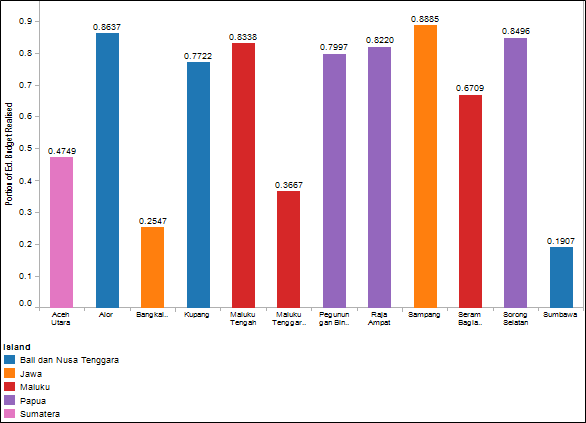 Portion of Ed. Budget Realised
0.9
0.8
0.7
0.6
0.5
0.4
0.3
0.2
0.1
0.0
0.4749
0.8637
0.2547
0.7722
0.8338
0.3667
0.7997
0.8220
0.8885
0.6709
0.8496
0.1907
Aceh
Utara
Alor
Bangkal..
Kupang
Maluku
Tengah
Maluku
Tenggar..
Pegunun
gan Bin..
Raja
Ampat
Sampang
Seram
Bagia..
Sorong
Selatan
Sumbawa
Island
Bali dan Nusa Tenggara
Jawa
Maluku
Papua
Sumatera